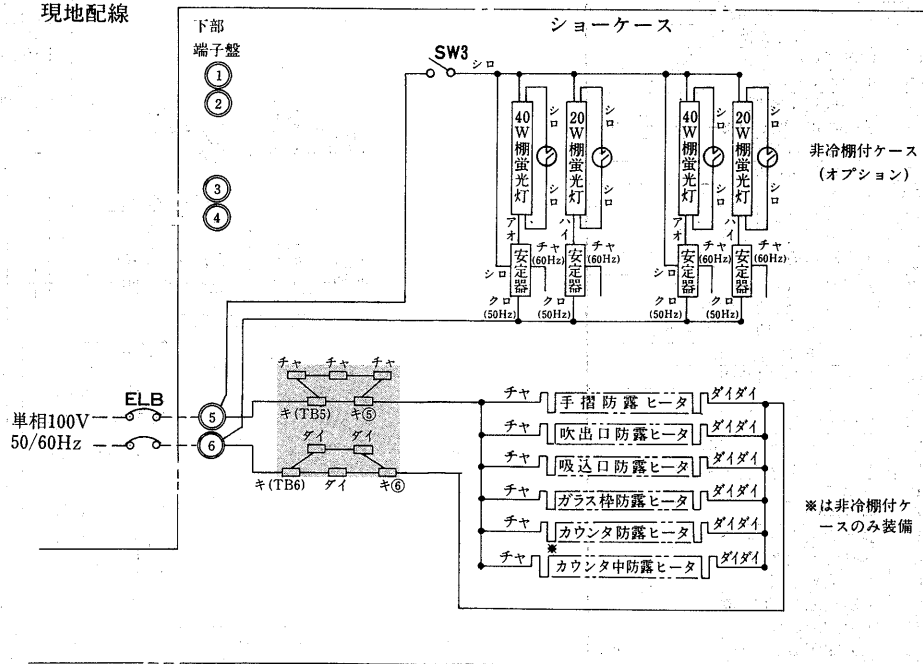 現地配線
下部
端子盤
①
②
③
④
ショーケース
SW3
シロ
40W棚蛍光灯
シロ
シロ
20W棚蛍光灯
シロ
シロ
40W棚蛍光灯
シロ
シロ
20W棚蛍光灯
シロ
シロ
非冷棚付ケース
(オプション)
アオ
ハイ
アオ
ハイ
シロ
安定器
チャ
(60Hz)
安定器
チャ
(60Hz)
シロ
安定器
チャ
(60Hz)
安定器
チャ
(60Hz)
クロ
(50Hz)
クロ
(50Hz)
クロ
(50Hz)
クロ
(50Hz)
単相100V
50/60Hz
ELB
⑤
⑥
チャ チャ チャ
キ(TB5) キ⑤
ダイ ダイ
キ(TB6) ダイ キ⑥
チャ 手摺防露ヒータ ダイダイ
チャ 吹出口防露ヒータ ダイダイ
チャ 吸込口防露ヒータ ダイダイ
チャ ガラス枠防露ヒータ ダイダイ
チャ カウンタ防露ヒータ ダイダイ
※
チャ カウンタ中防露ヒータ ダイダイ
※は非冷棚付ケ
ースのみ装備